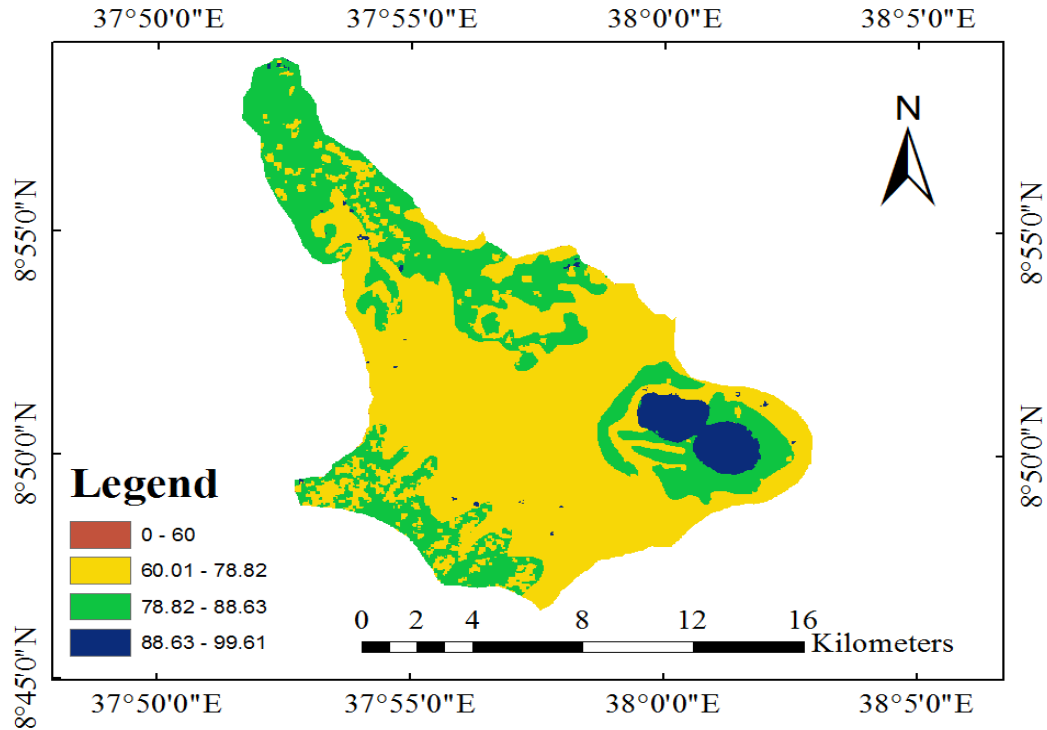 37°50'0"E 37°55'0"E 38°0'0"E 38°5'0"E
N
8°55'0"N
8°55'0"N
8°50'0"N
8°50'0"N
Legend
0 - 60
60.01 - 78.82
78.82 - 88.63
88.63 - 99.61
0 2 4 8 12 16
Kilometers
8°45'0"N
37°50'0"E 37°55'0"E 38°0'0"E 38°5'0"E